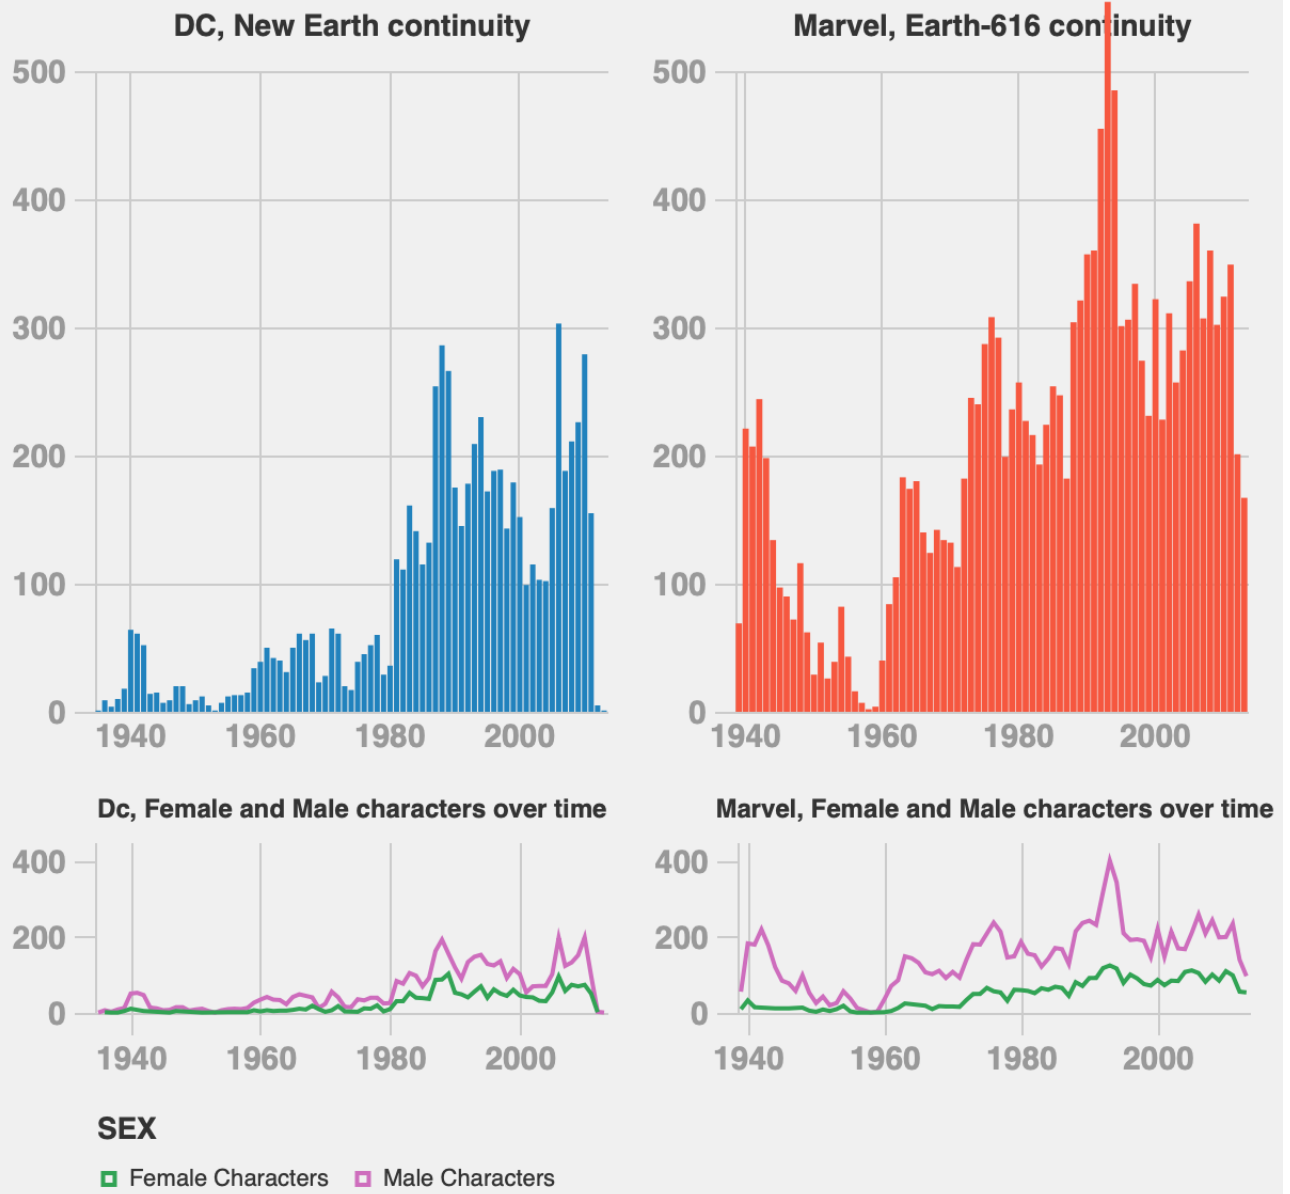 DC, New Earth continuity
500
400
300
200
100
0
1940 1960 1980 2000
Marvel, Earth-616 continuity
500
400
300
200
100
0
1940 1960 1980 2000
Dc, Female and Male characters over time
400
200
0
1940 1960 1980 2000
Marvel, Female and Male characters over time
400
200
0
1940 1960 1980 2000
SEX
Female Characters Male Characters